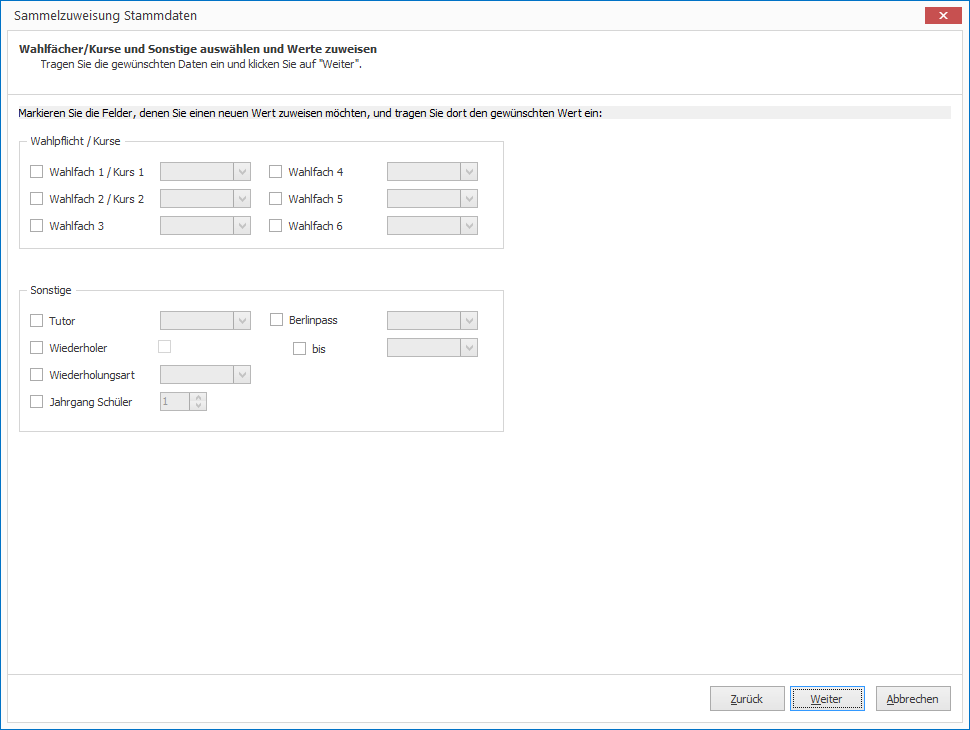 Sammelzuweisung Stammdaten
Wahlfächer/Kurse und Sonstige auswählen und Werte zuweisen
Tragen Sie die gewünschten Daten ein und klicken Sie auf "Weiter".
Markieren Sie die Felder, denen Sie einen neuen Wert zuweisen möchten, und tragen Sie dort den gewünschten Wert ein:
Wahlpflicht / Kurse
Wahlfach 1 / Kurs 1 Wahlfach 4
Wahlfach 2 / Kurs 2 Wahlfach 5
Wahlfach 3 Wahlfach 6
Sonstige
Tutor Berlinpass
Wiederholer bis
Wiederholungsart
Jahrgang Schüler 1
Zurück Weiter Abbrechen